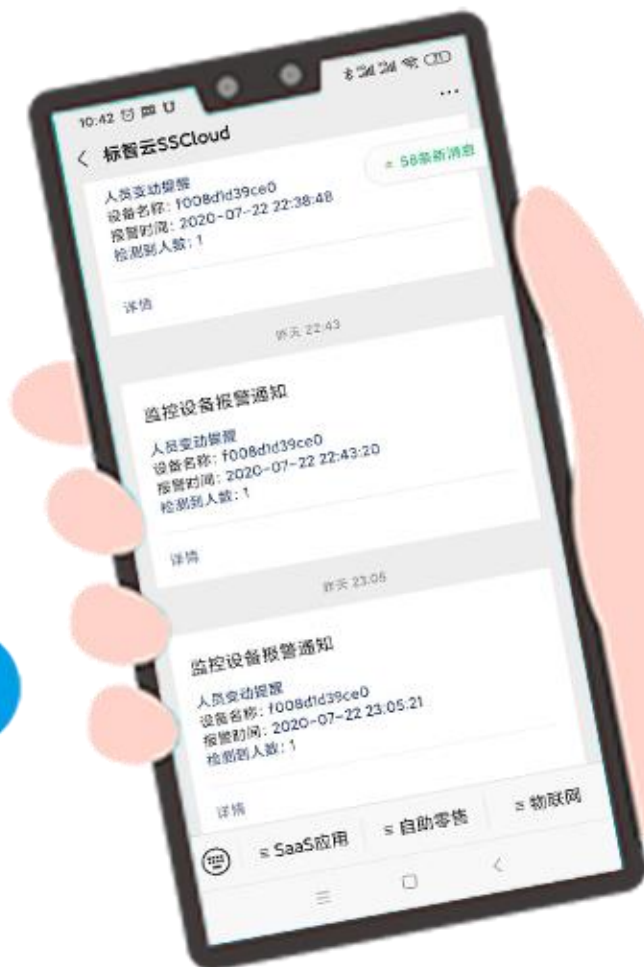 10:42
标智云SSCloud
58条新消息
人员变动提醒
设备名称: f008d1d39ce0
报警时间: 2020-07-22 22:38:48
检测到人数: 1
详情
昨天 22:43
监控设备报警通知
人员变动提醒
设备名称: f008d1d39ce0
报警时间: 2020-07-22 22:43:20
检测到人数: 1
详情
昨天 23:05
监控设备报警通知
人员变动提醒
设备名称: f008d1d39ce0
报警时间: 2020-07-22 23:05:21
检测到人数: 1
详情
SaaS应用
自助零售
物联网